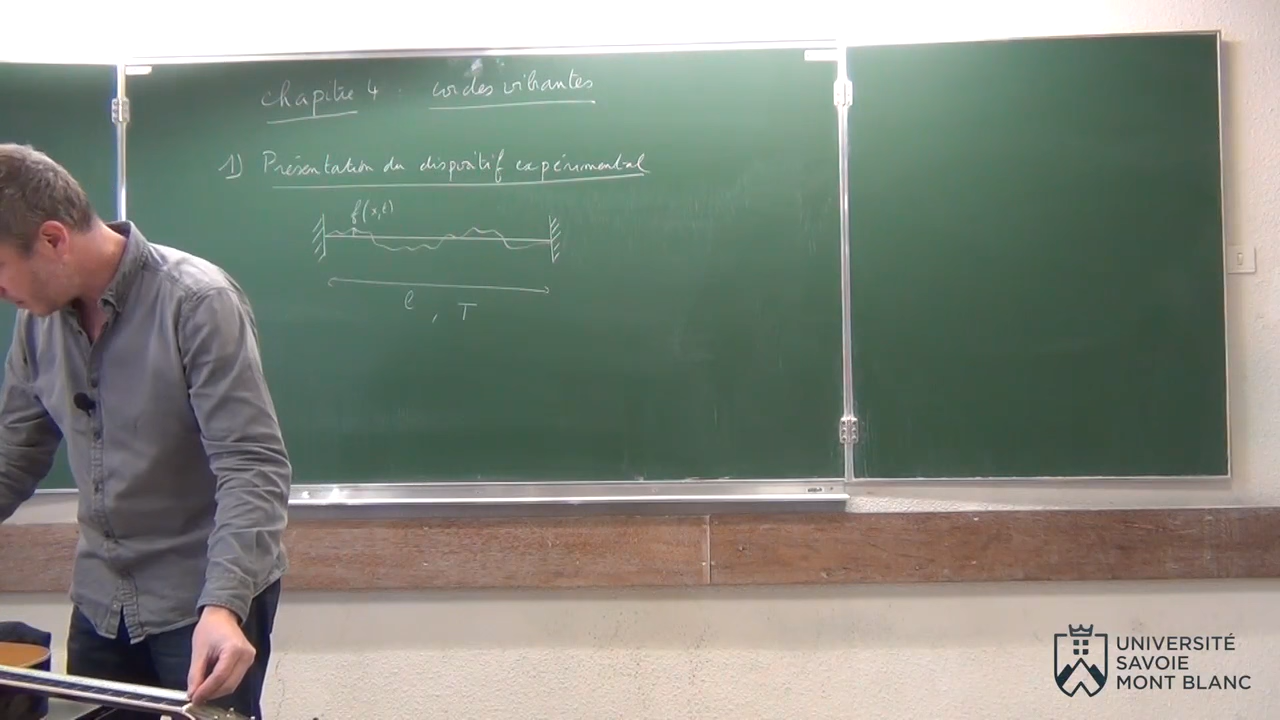 chapitre 4 : cordes vibrantes
1) Présentation du dispositif expérimental
f(x,t)
l , T
UNIVERSITÉ
SAVOIE
MONT BLANC